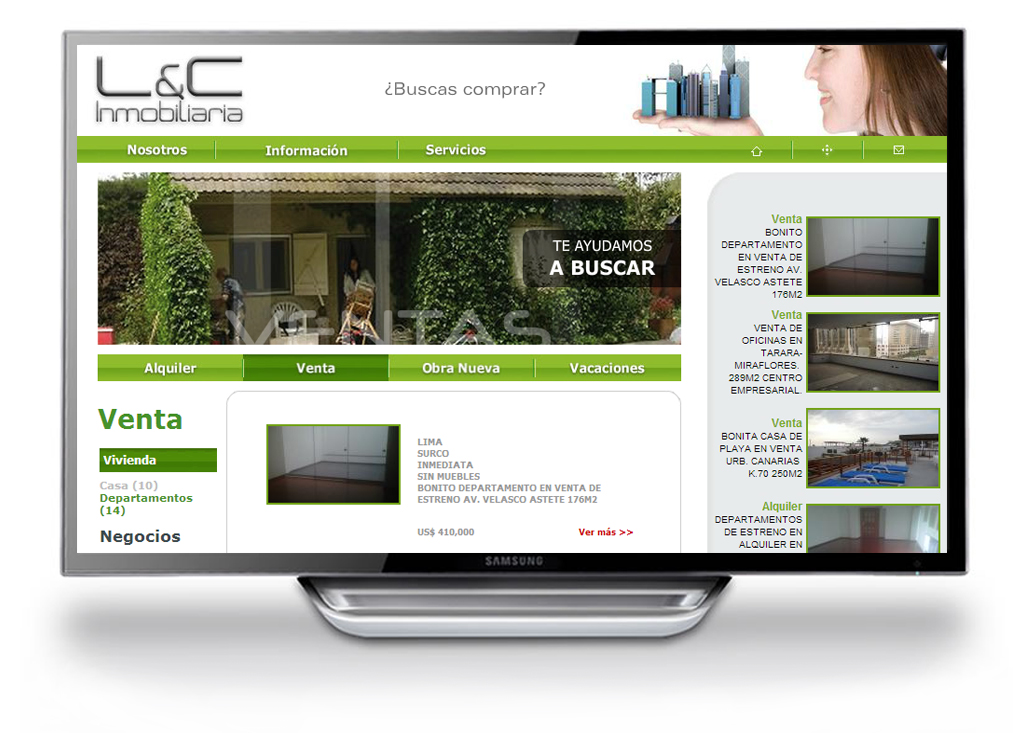 L&C
Inmobiliaria
¿Buscas comprar?
Nosotros
Información
Servicios
TE AYUDAMOS
A BUSCAR
VENTAS
Alquiler
Venta
Obra Nueva
Vacaciones
Venta
Vivienda
Casa (10)
Departamentos
(14)
Negocios
LIMA
SURCO
INMEDIATA
SIN MUEBLES
BONITO DEPARTAMENTO EN VENTA DE
ESTRENO AV. VELASCO ASTETE 176M2
US$ 410,000
Ver más >>
Venta
BONITO
DEPARTAMENTO
EN VENTA DE
ESTRENO AV.
VELASCO ASTETE
176M2
Venta
VENTA DE
OFICINAS EN
TARARA-
MIRAFLORES.
289M2 CENTRO
EMPRESARIAL.
Venta
BONITA CASA DE
PLAYA EN VENTA
URB. CANARIAS
K.70 250M2
Alquiler
DEPARTAMENTOS
DE ESTRENO EN
ALQUILER EN
SAMSUNG